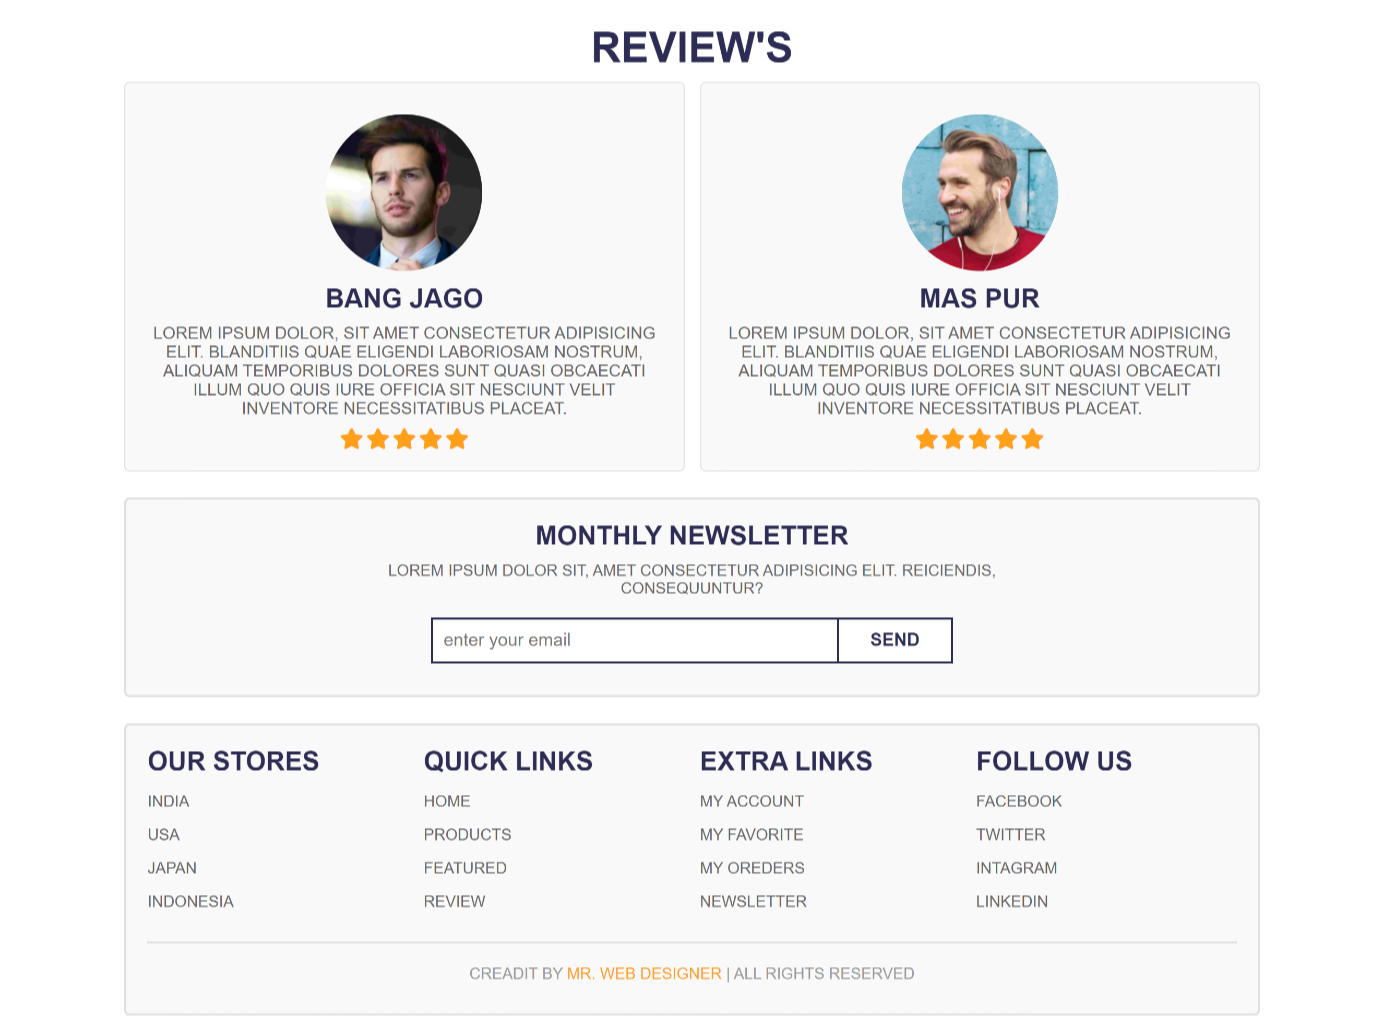 REVIEW'S
BANG JAGO
LOREM IPSUM DOLOR, SIT AMET CONSECTETUR ADIPISICING
ELIT. BLANDITIIS QUAE ELIGENDI LABORIOSAM NOSTRUM,
ALIQUAM TEMPORIBUS DOLORES SUNT QUASI OBCAECATI
ILLUM QUO QUIS IURE OFFICIA SIT NESCIUNT VELIT
INVENTORE NECESSITATIBUS PLACEAT.
MAS PUR
LOREM IPSUM DOLOR, SIT AMET CONSECTETUR ADIPISICING
ELIT. BLANDITIIS QUAE ELIGENDI LABORIOSAM NOSTRUM,
ALIQUAM TEMPORIBUS DOLORES SUNT QUASI OBCAECATI
ILLUM QUO QUIS IURE OFFICIA SIT NESCIUNT VELIT
INVENTORE NECESSITATIBUS PLACEAT.
MONTHLY NEWSLETTER
LOREM IPSUM DOLOR SIT, AMET CONSECTETUR ADIPISICING ELIT. REICIENDIS,
CONSEQUUNTUR?
enter your email
SEND
OUR STORES
INDIA
USA
JAPAN
INDONESIA
QUICK LINKS
HOME
PRODUCTS
FEATURED
REVIEW
EXTRA LINKS
MY ACCOUNT
MY FAVORITE
MY OREDERS
NEWSLETTER
FOLLOW US
FACEBOOK
TWITTER
INTAGRAM
LINKEDIN
CREADIT BY MR. WEB DESIGNER | ALL RIGHTS RESERVED